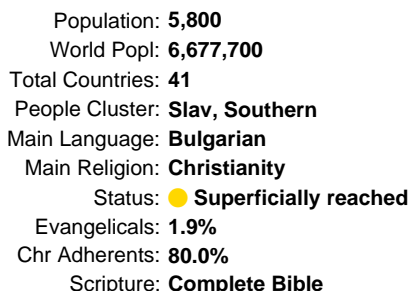 Population: 5,800
World Popl: 6,677,700
Total Countries: 41
People Cluster: Slav, Southern
Main Language: Bulgarian
Main Religion: Christianity
Status: Superficially reached
Evangelicals: 1.9%
Chr Adherents: 80.0%
Scripture: Complete Bible